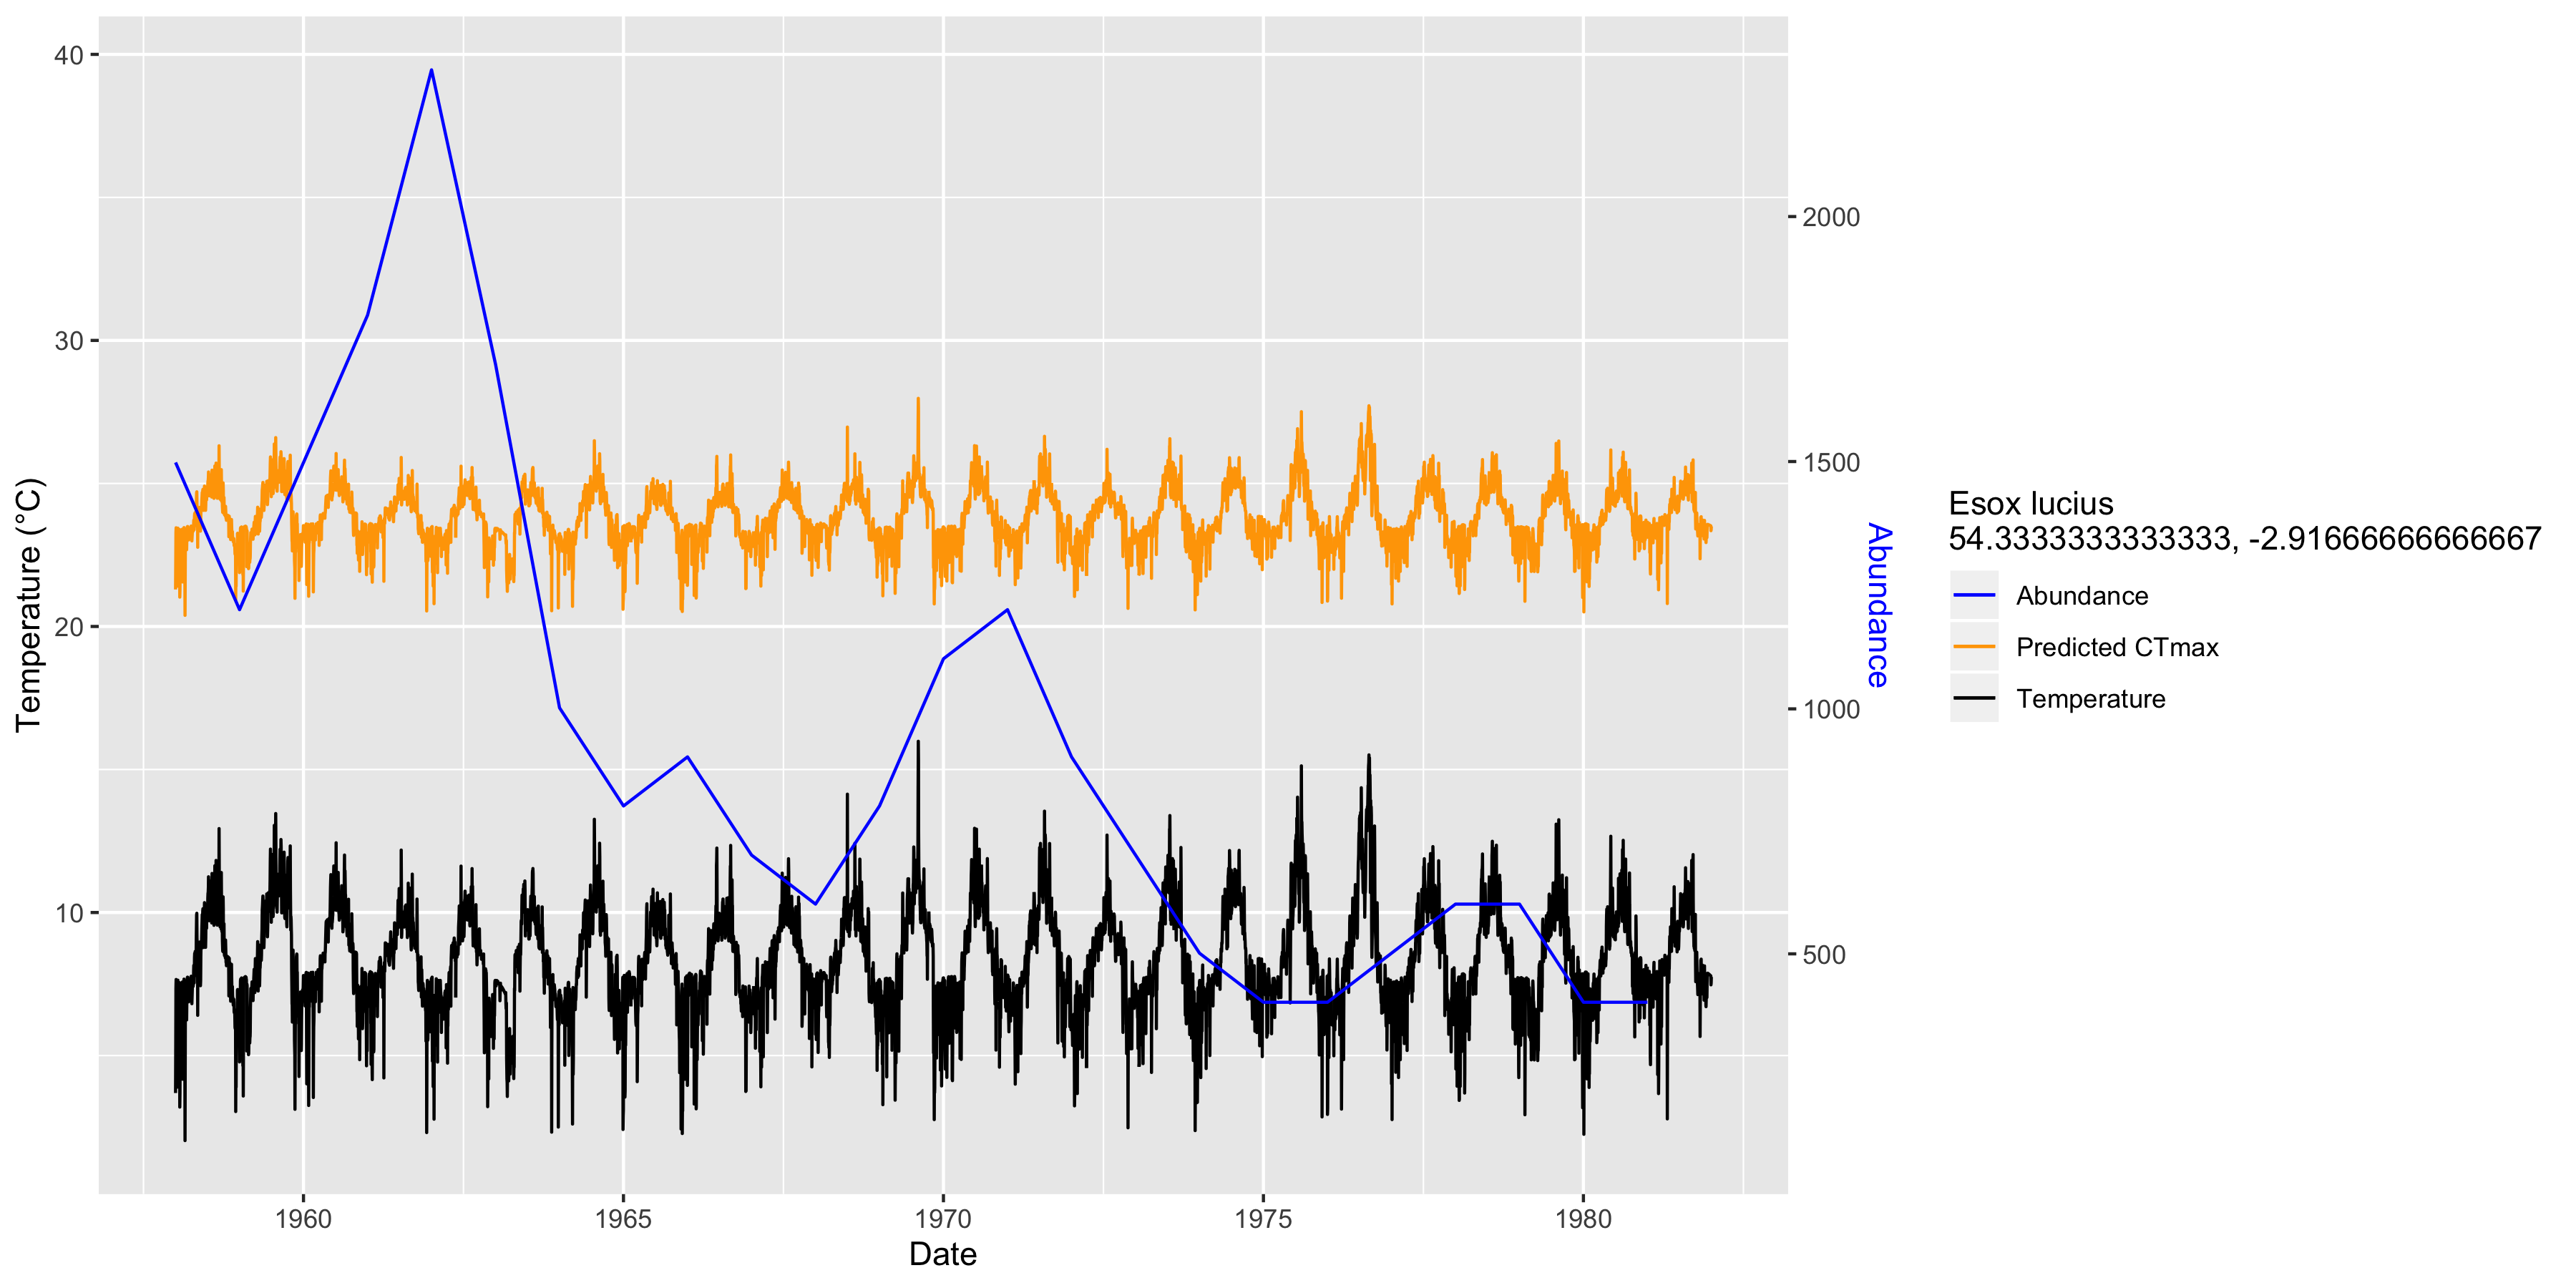 40
30
20
10
Temperature (°C)
1960
1965
1970
1975
1980
Date
2000
1500
1000
500
Abundance
Esox lucius
54.3333333333333, -2.91666666666667
Abundance
Predicted CTmax
Temperature